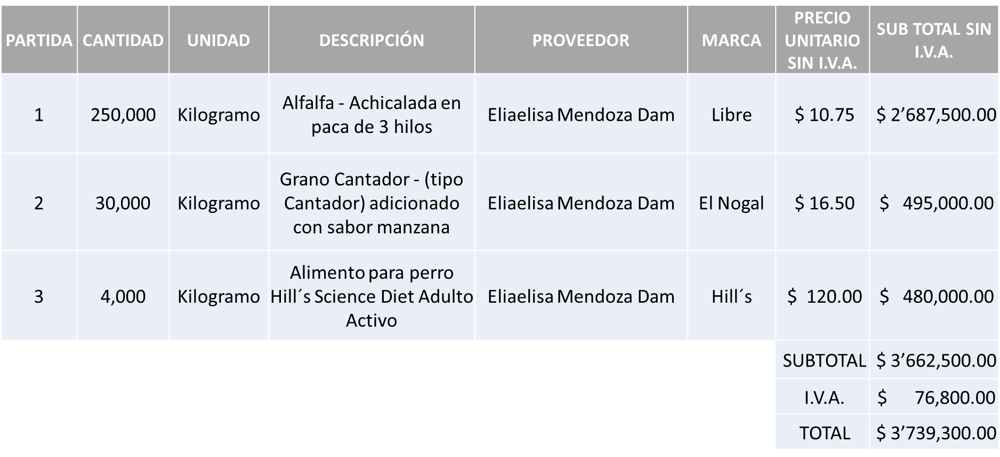 PARTIDA CANTIDAD UNIDAD DESCRIPCIÓN PROVEEDOR MARCA PRECIO UNITARIO SIN I.V.A. SUB TOTAL SIN I.V.A.
1 250,000 Kilogramo Alfalfa - Achicalada en paca de 3 hilos Eliaelisa Mendoza Dam Libre $ 10.75 $ 2’687,500.00
2 30,000 Kilogramo Grano Cantador - (tipo Cantador) adicionado con sabor manzana Eliaelisa Mendoza Dam El Nogal $ 16.50 $ 495,000.00
3 4,000 Kilogramo Alimento para perro Hill´s Science Diet Adulto Activo Eliaelisa Mendoza Dam Hill´s $ 120.00 $ 480,000.00
SUBTOTAL $ 3’662,500.00
I.V.A. $ 76,800.00
TOTAL $ 3’739,300.00